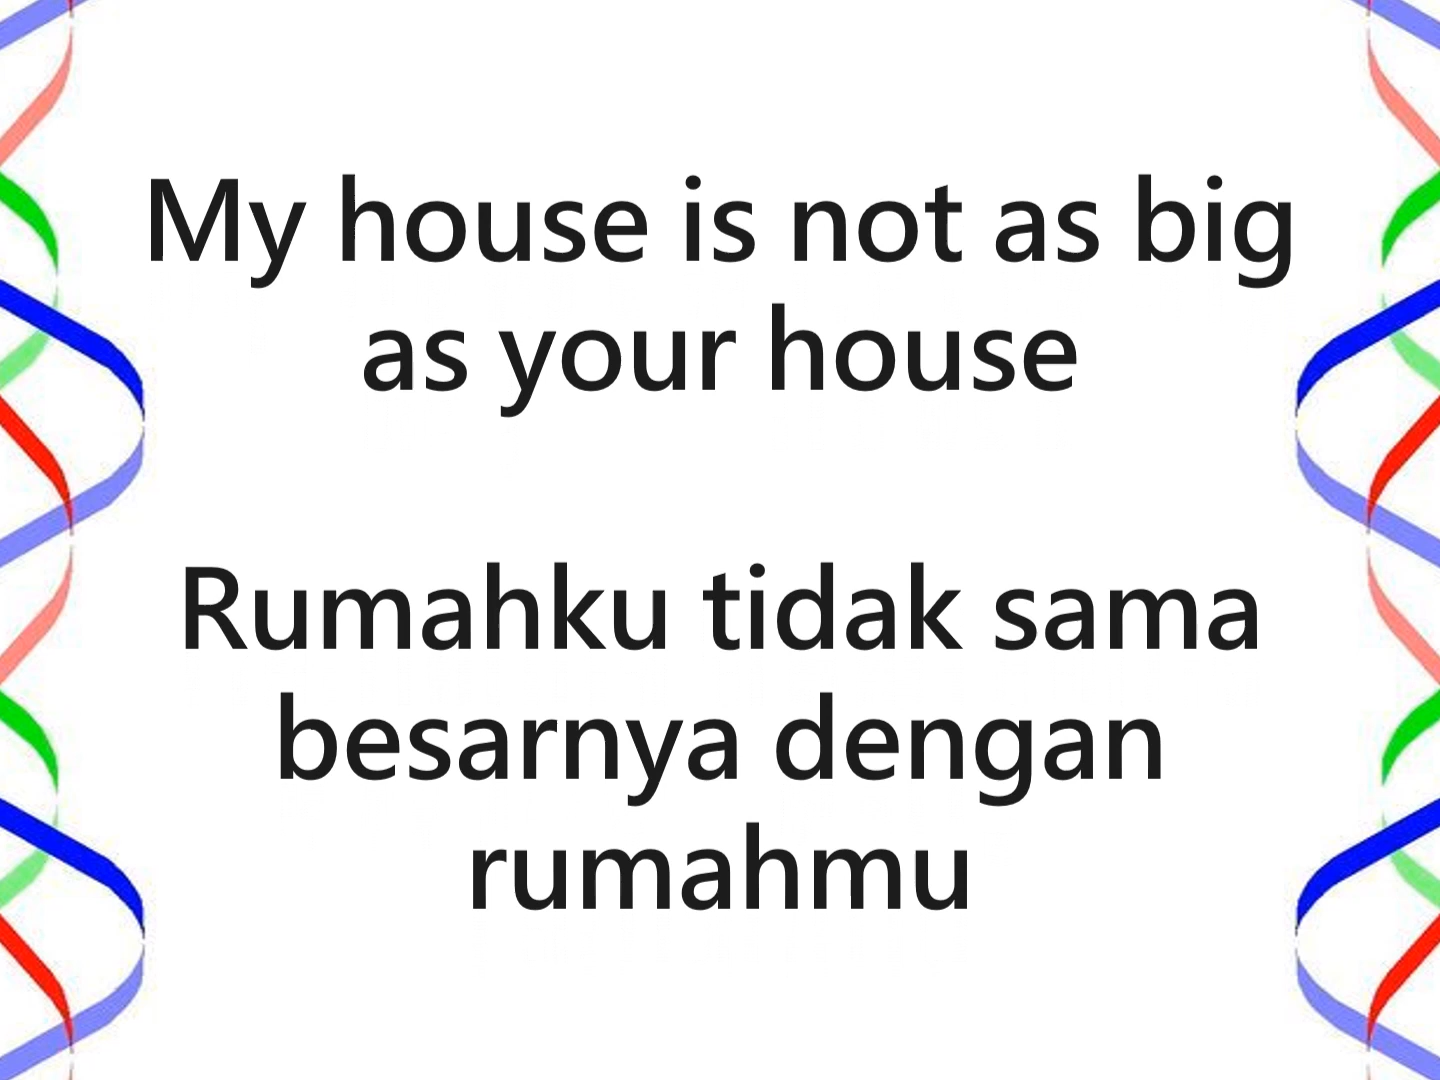 My house is not as big
as your house
Rumahku tidak sama
besarnya dengan
rumahmu